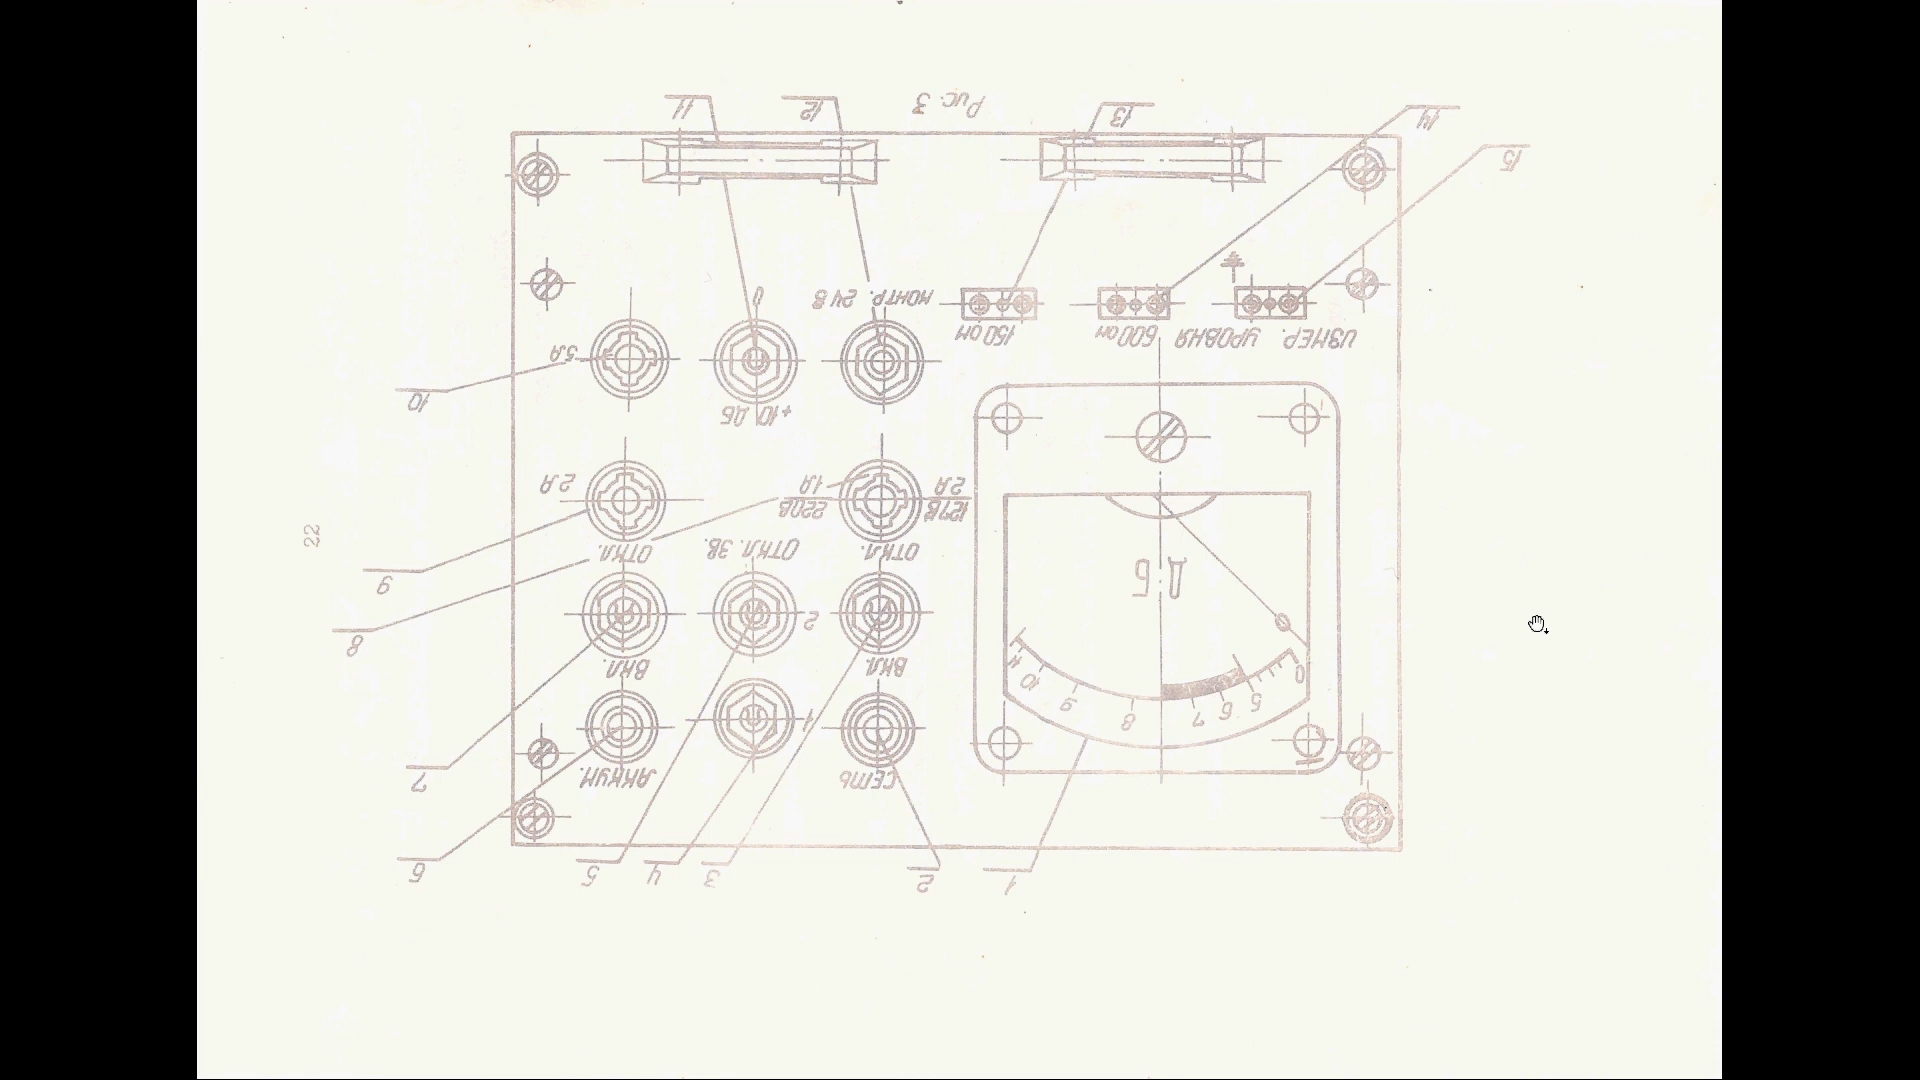 1 2 3 4 5 6
СЕТЬ АККУМ.
0 5 6 7 8 9 10
1
7
ВКЛ. ВКЛ.
2
8
ДБ
9
ОТКЛ. ОТКЛ. ЗВ. ОТКЛ.
22
127В 220В
2А 1А 2А
+10 ДБ
10
5А
ИЗМЕР. УРОВНЯ 600 ом 150 ом
КОНТР. 24 В 0
15
14 13 12 11
Рис. 3